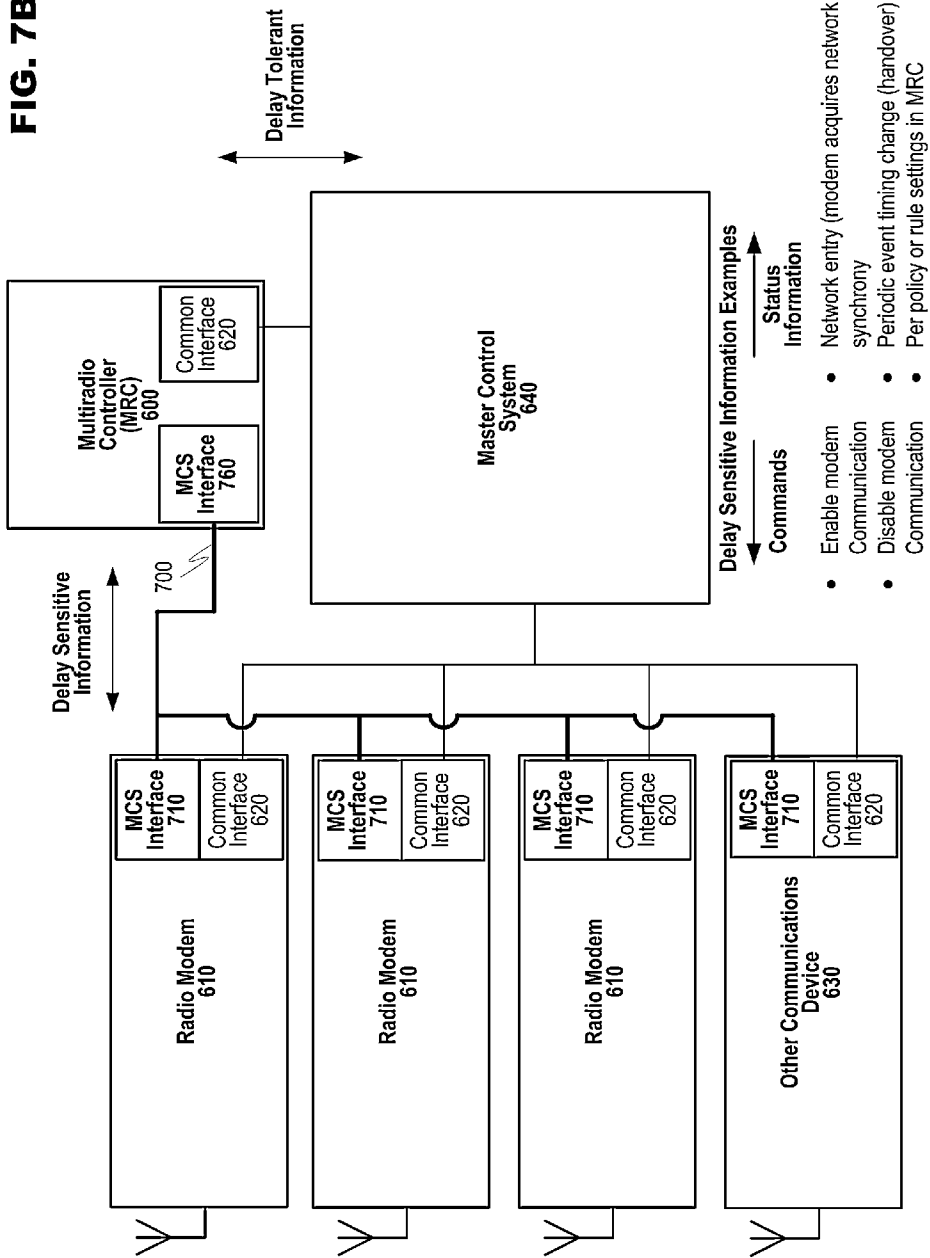 FIG. 7B
Delay Sensitive
Information
700
Multiradio
Controller
(MRC)
600
MCS
Interface
760
Common
Interface
620
Delay Tolerant
Information
Radio Modem
610
MCS
Interface
710
Common
Interface
620
Radio Modem
610
MCS
Interface
710
Common
Interface
620
Radio Modem
610
MCS
Interface
710
Common
Interface
620
Other Communications
Device
630
MCS
Interface
710
Common
Interface
620
Master Control
System
640
Delay Sensitive Information Examples
Commands
• Enable modem
Communication
• Disable modem
Communication
Status
Information
• Network entry (modem acquires network
synchrony
• Periodic event timing change (handover)
• Per policy or rule settings in MRC